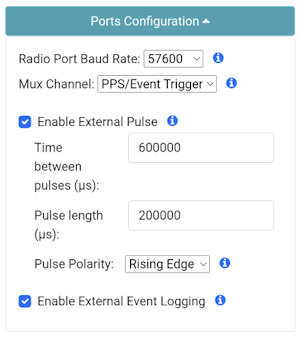 Ports Configuration
Radio Port Baud Rate: 57600
Mux Channel: PPS/Event Trigger
Enable External Pulse
Time between pulses (µs): 600000
Pulse length (µs): 200000
Pulse Polarity: Rising Edge
Enable External Event Logging